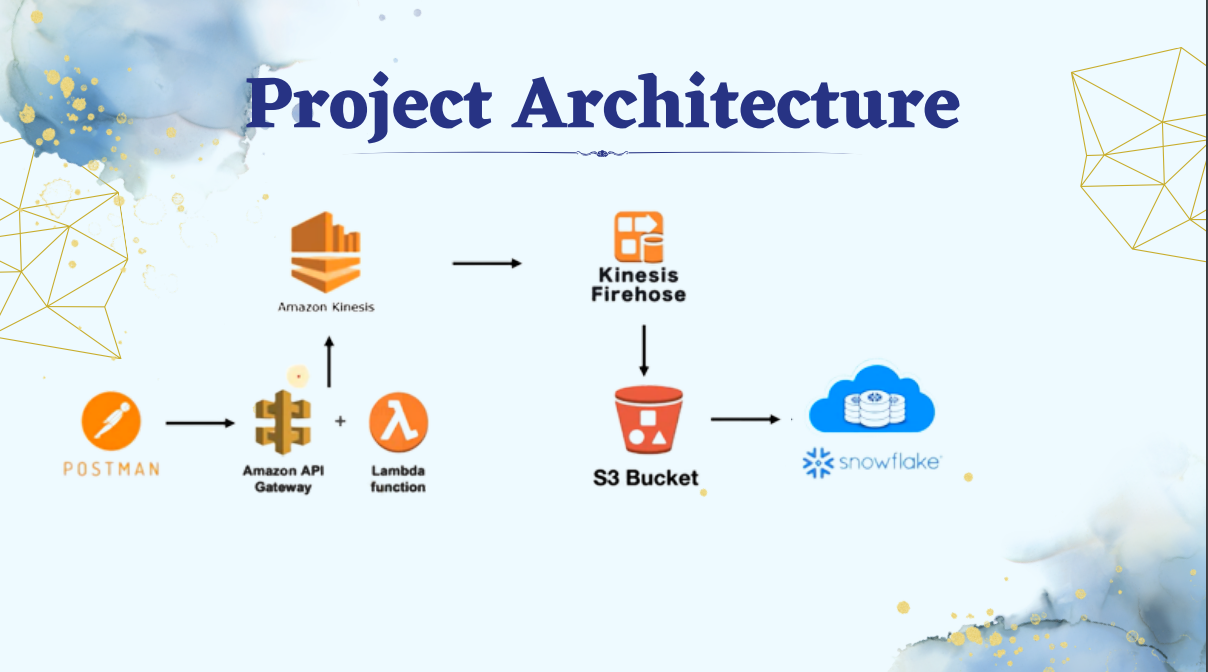 Project Architecture
Amazon Kinesis
Kinesis
Firehose
POSTMAN
Amazon API
Gateway
+
Lambda
function
S3 Bucket
snowflake